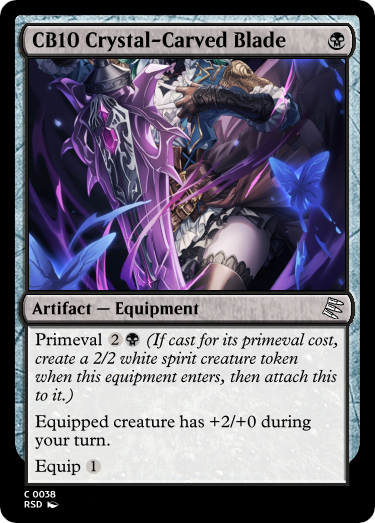 CB10 Crystal-Carved Blade
Artifact — Equipment
Primeval 2 (If cast for its primeval cost,
create a 2/2 white spirit creature token
when this equipment enters, then attach this
to it.)
Equipped creature has +2/+0 during
your turn.
Equip 1
C 0038
RSD